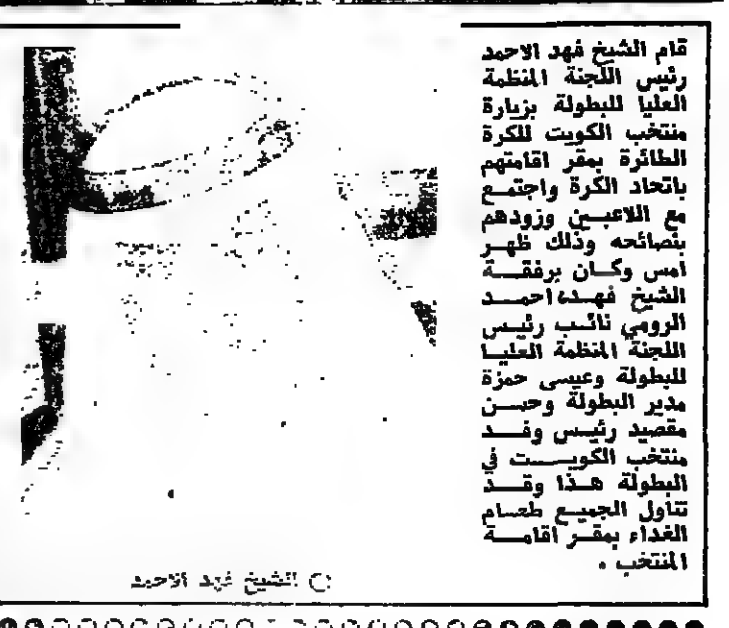 قام الشيخ فهد الاحمد
رئيس اللجنة المنظمة
العليا للبطولة بزيارة
منتخب الكويت للكرة
الطائرة بمقر اقامتهم
باتحاد الكرة واجتمع
مع اللاعبين وزودهم
بنصائحه وذلك ظهر
امس وكان برفقة
الشيخ فهد، احمد
الرومي نائب رئيس
اللجنة المنظمة العليا
للبطولة وعيسى حمزة
مدير البطولة وحسن
مقصيد رئيس وفد
منتخب الكويت في
البطولة هذا وقد
تناول الجميع طعام
الغداء بمقر اقامة
المنتخب .
○ الشيخ فهد الاحمد